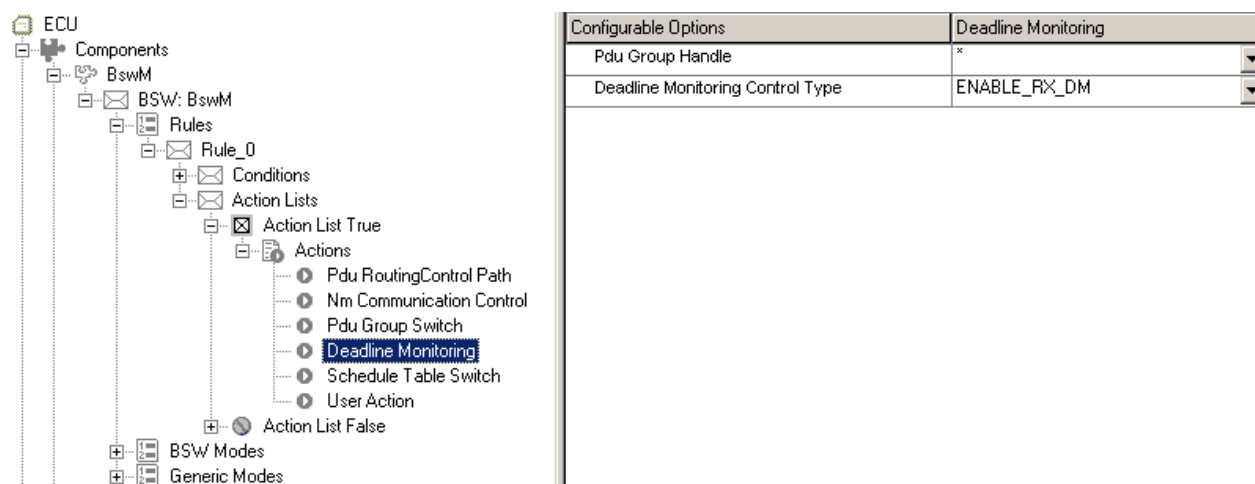 ECU
Components
BswM
BSW: BswM
Rules
Rule_0
Conditions
Action Lists
Action List True
Actions
Pdu RoutingControl Path
Nm Communication Control
Pdu Group Switch
Deadline Monitoring
Schedule Table Switch
User Action
Action List False
BSW Modes
Generic Modes
Configurable Options Deadline Monitoring
Pdu Group Handle *
Deadline Monitoring Control Type ENABLE_RX_DM